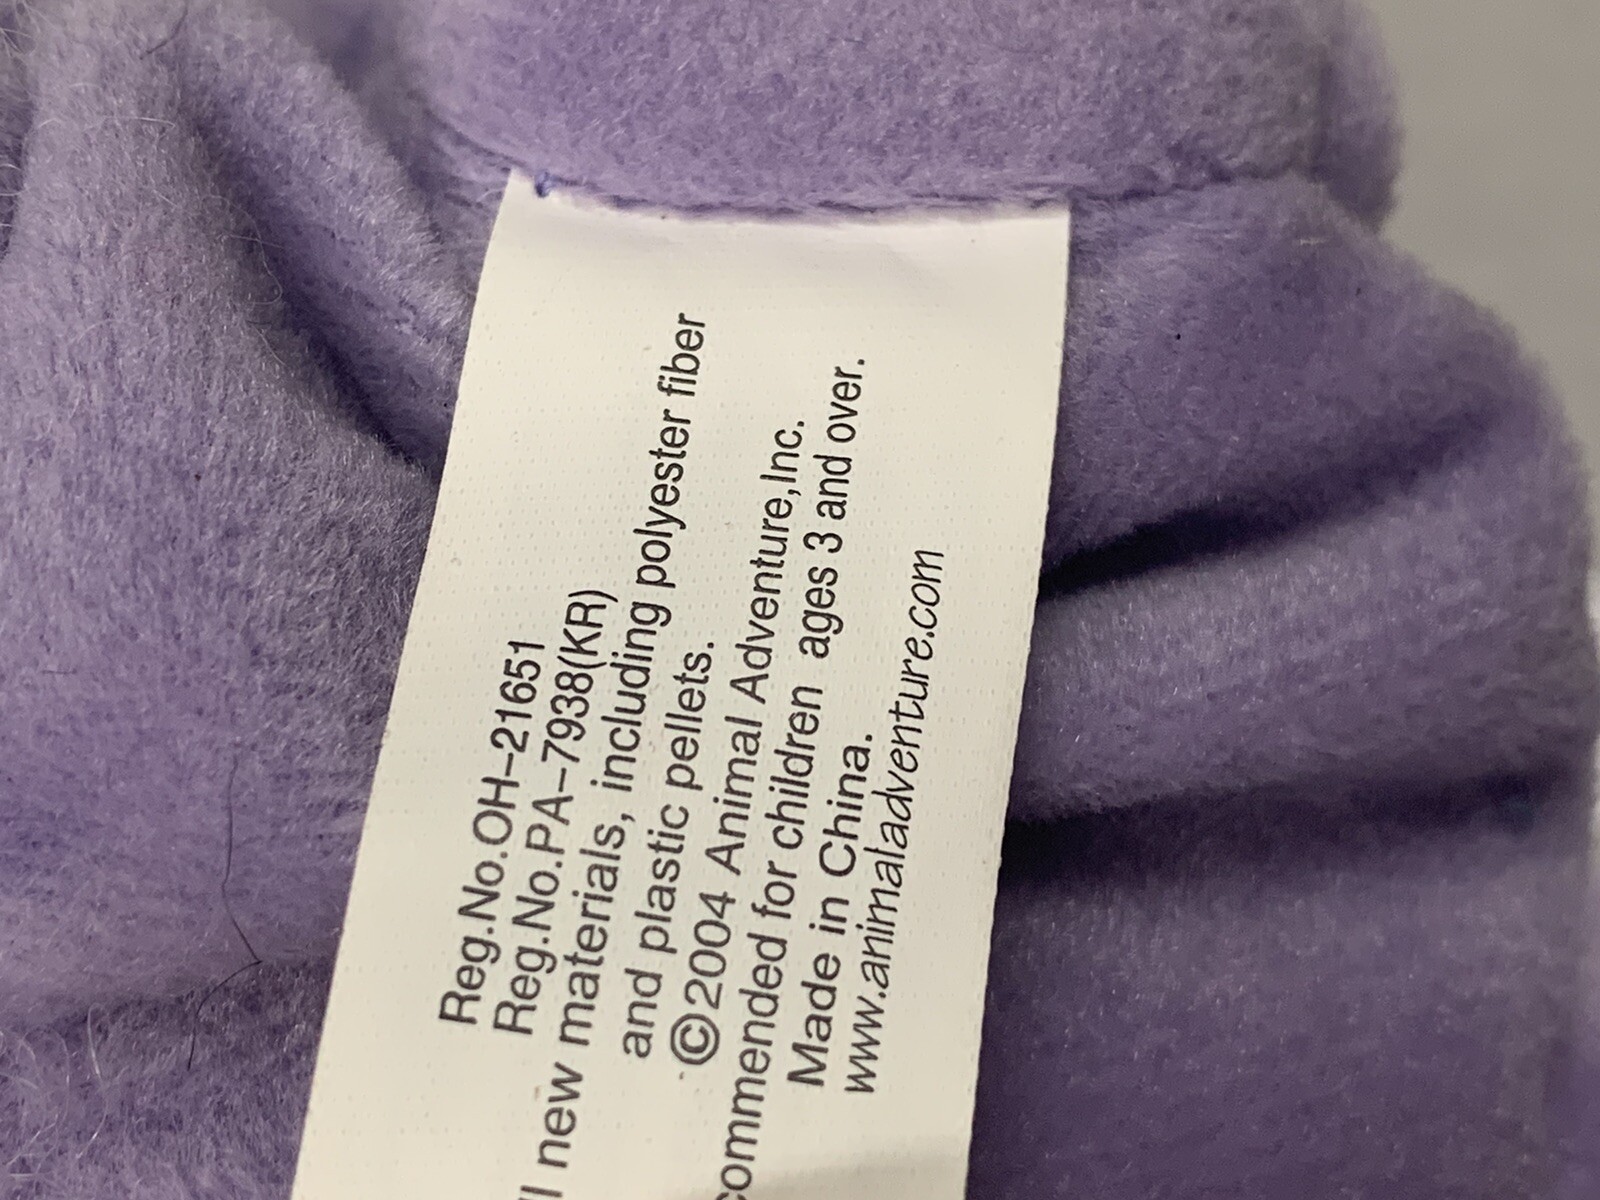 Reg.No.OH-21651
Reg.No.PA-7938(KR)
new materials, including polyester fiber
and plastic pellets.
©2004 Animal Adventure,Inc.
commended for children ages 3 and over.
Made in China.
www.animaladventure.com